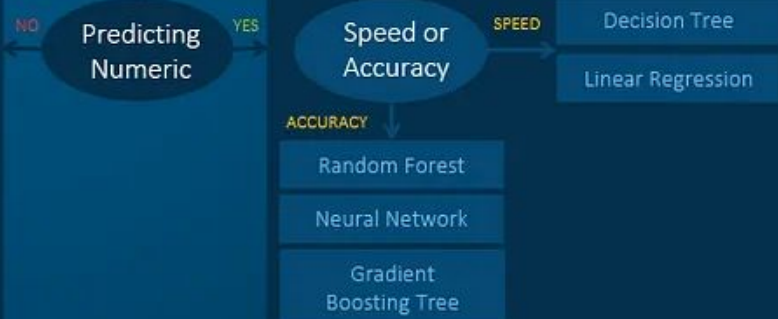 NO
Predicting
Numeric
YES
Speed or
Accuracy
SPEED
Decision Tree
Linear Regression
ACCURACY
Random Forest
Neural Network
Gradient
Boosting Tree